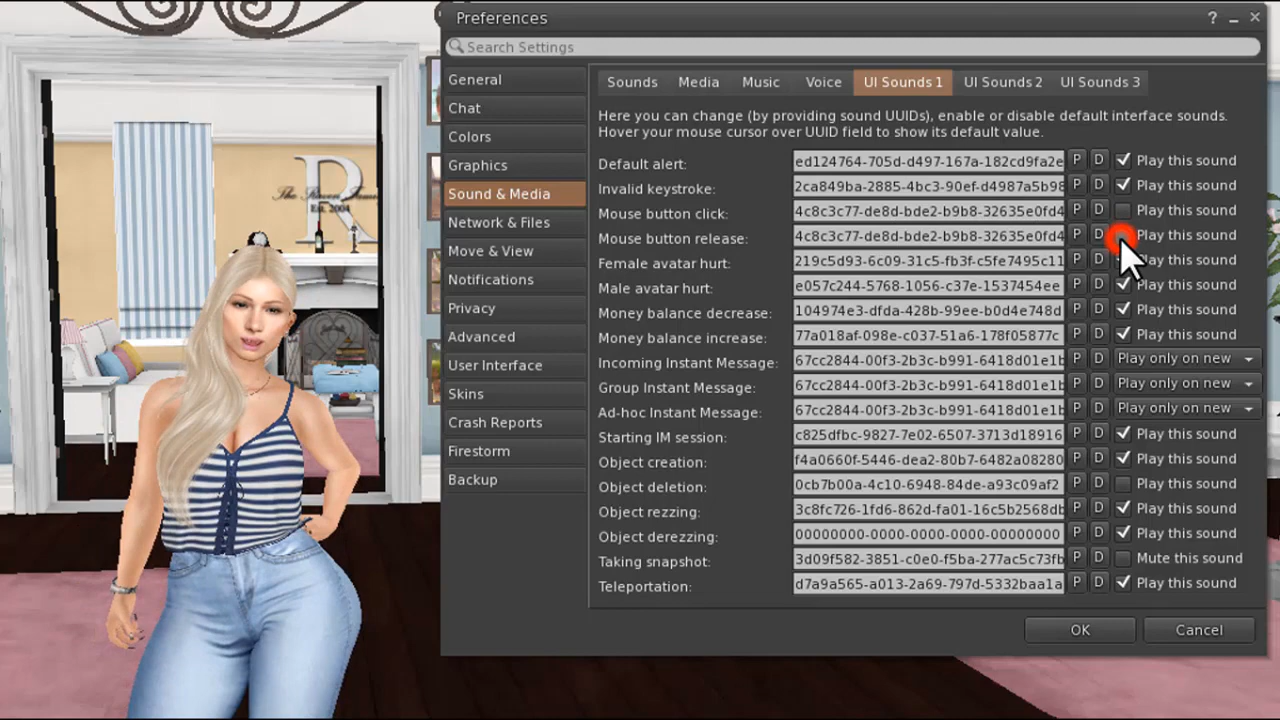 Preferences
?
Search Settings
General
Chat
Colors
Graphics
Sound & Media
Network & Files
Move & View
Notifications
Privacy
Advanced
User Interface
Skins
Crash Reports
Firestorm
Backup
Sounds Media Music Voice UI Sounds 1 UI Sounds 2 UI Sounds 3
Here you can change (by providing sound UUIDs), enable or disable default interface sounds.
Hover your mouse cursor over UUID field to show its default value.
Default alert: ed124764-705d-d497-167a-182cd9fa2e P D Play this sound
Invalid keystroke: 2ca849ba-2885-4bc3-90ef-d4987a5b98 P D Play this sound
Mouse button click: 4c8c3c77-de8d-bde2-b9b8-32635e0fd4 P D Play this sound
Mouse button release: 4c8c3c77-de8d-bde2-b9b8-32635e0fd4 P D Play this sound
Female avatar hurt: 219c5d93-6c09-31c5-fb3f-c5fe7495c11 P D Play this sound
Male avatar hurt: e057c244-5768-1056-c37e-1537454ee P D Play this sound
Money balance decrease: 104974e3-dfda-428b-99ee-b0d4e748d P D Play this sound
Money balance increase: 77a018af-098e-c037-51a6-178f05877c P D Play this sound
Incoming Instant Message: 67cc2844-00f3-2b3c-b991-6418d01e1b P D Play only on new
Group Instant Message: 67cc2844-00f3-2b3c-b991-6418d01e1b P D Play only on new
Ad-hoc Instant Message: 67cc2844-00f3-2b3c-b991-6418d01e1b P D Play only on new
Starting IM session: c825dfbc-9827-7e02-6507-3713d18916 P D Play this sound
Object creation: f4a0660f-5446-dea2-80b7-6482a08280 P D Play this sound
Object deletion: 0cb7b00a-4c10-6948-84de-a93c09af2 P D Play this sound
Object rezzing: 3c8fc726-1fd6-862d-fa01-16c5b2568db P D Play this sound
Object derezzing: 00000000-0000-0000-0000-00000000 P D Play this sound
Taking snapshot: 3d09f582-3851-c0e0-f5ba-277ac5c73fb P D Mute this sound
Teleportation: d7a9a565-a013-2a69-797d-5332baa1a P D Play this sound
OK Cancel
R
The Raven Family
Est. 2004